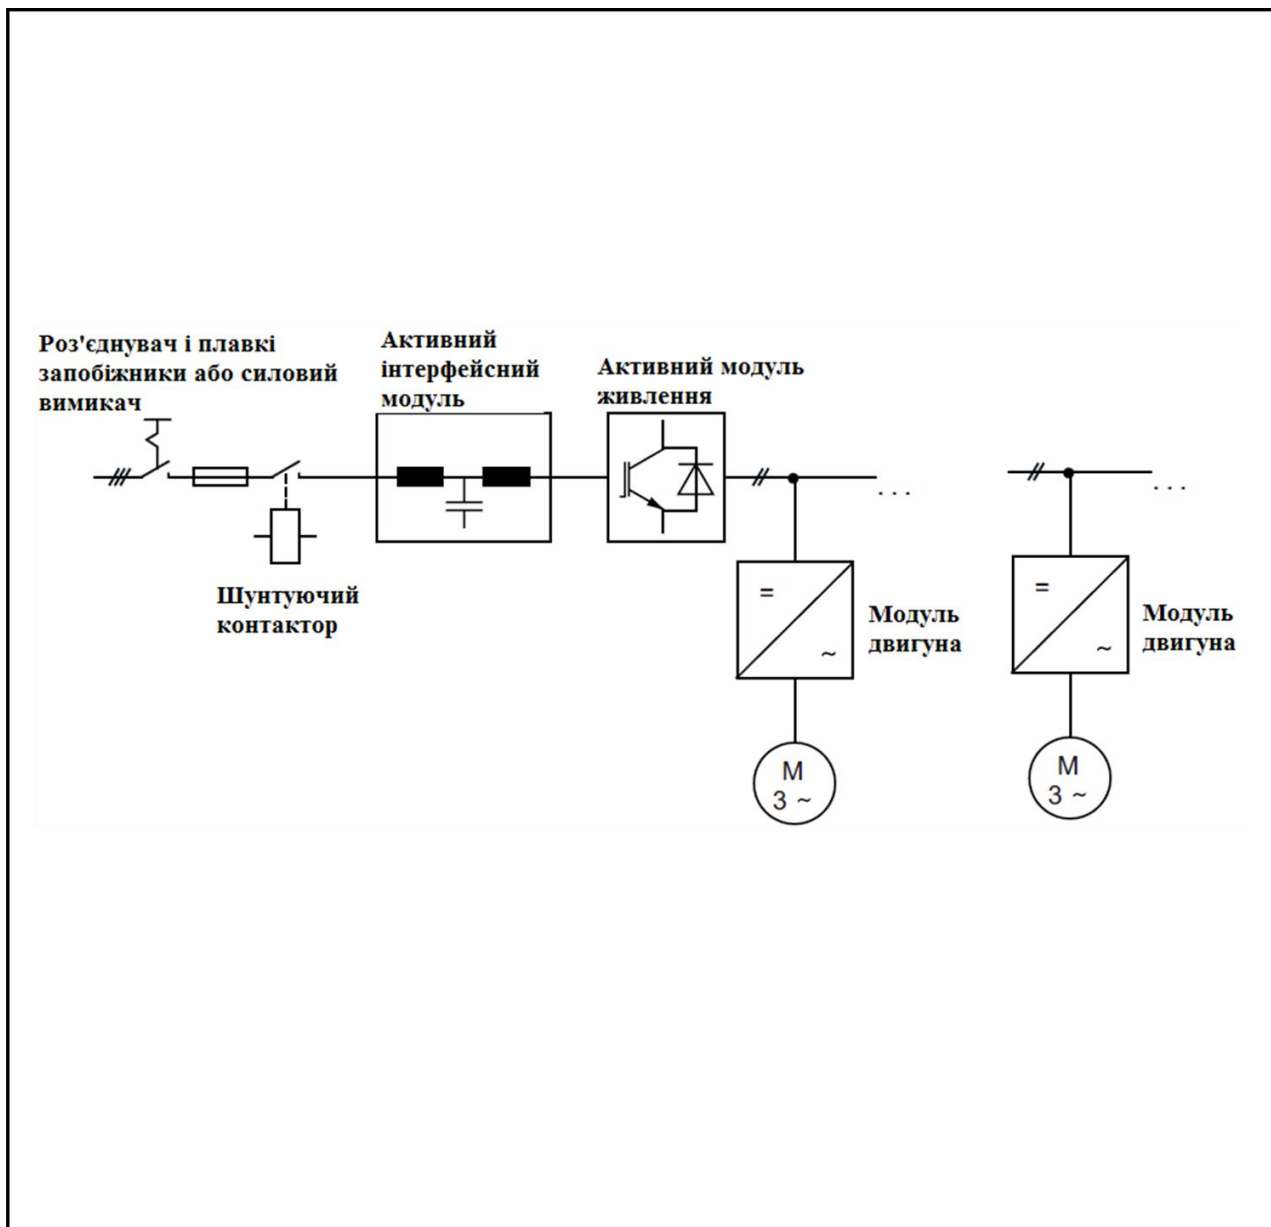 Роз'єднувач і плавкі
запобіжники або силовий
вимикач
Активний
інтерфейсний
модуль
Активний модуль
живлення
. . .
. . .
Шунтуючий
контактор
=
~
Модуль
двигуна
=
~
Модуль
двигуна
M
3 ~
M
3 ~